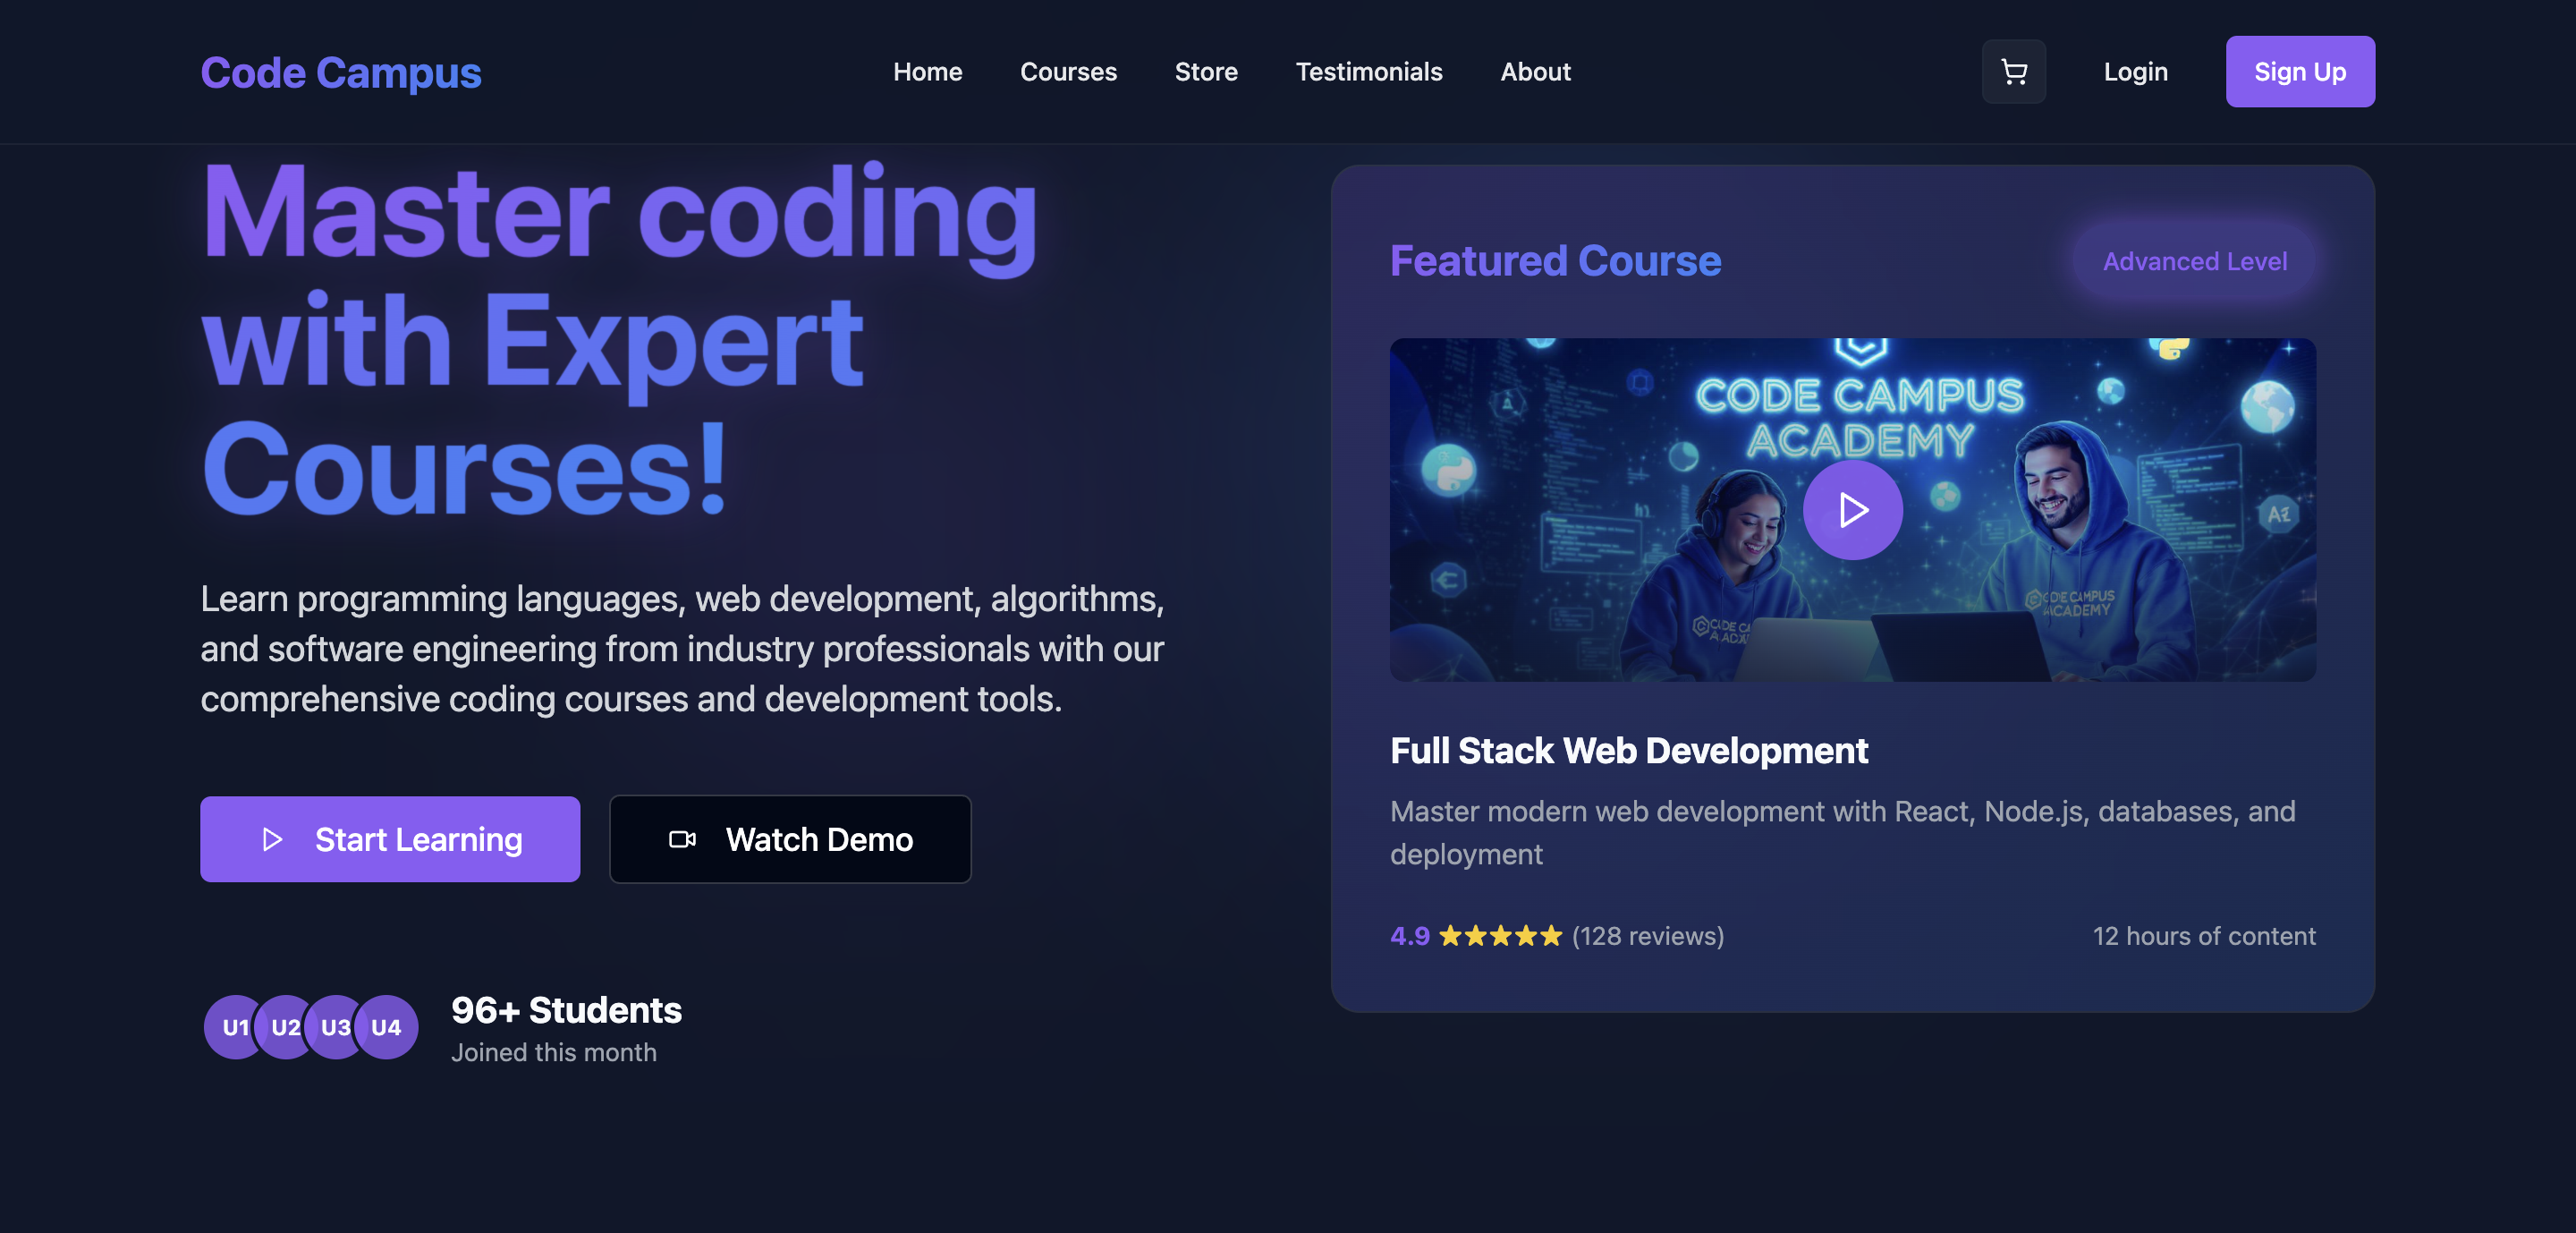 Code Campus
Home
Courses
Store
Testimonials
About
Login
Sign Up
Master coding
with Expert
Courses!
Learn programming languages, web development, algorithms,
and software engineering from industry professionals with our
comprehensive coding courses and development tools.
Start Learning
Watch Demo
U1
U2
U3
U4
96+ Students
Joined this month
Featured Course
Advanced Level
CODE CAMPUS
ACADEMY
CODE CAMPUS
ACADEMY
Full Stack Web Development
Master modern web development with React, Node.js, databases, and
deployment
4.9 ★★★★★ (128 reviews)
12 hours of content